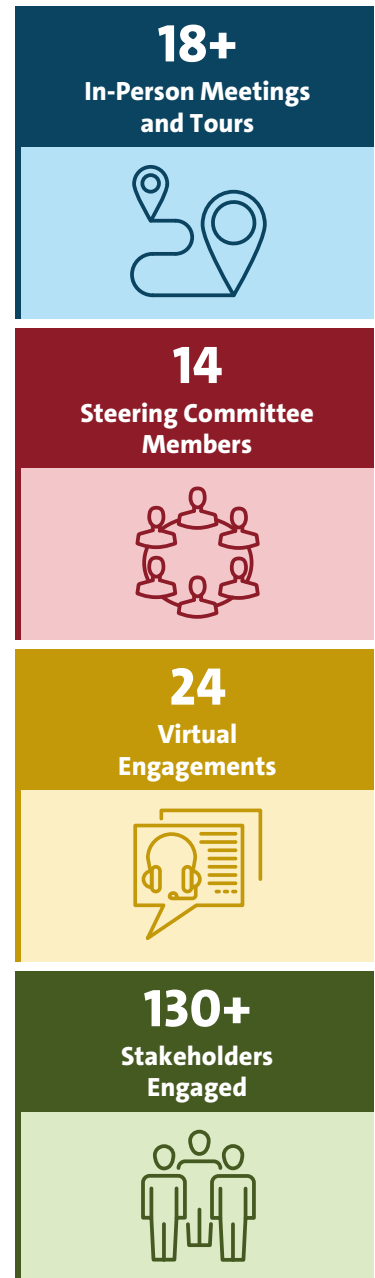 18+
In-Person Meetings
and Tours
14
Steering Committee
Members
24
Virtual
Engagements
130+
Stakeholders
Engaged